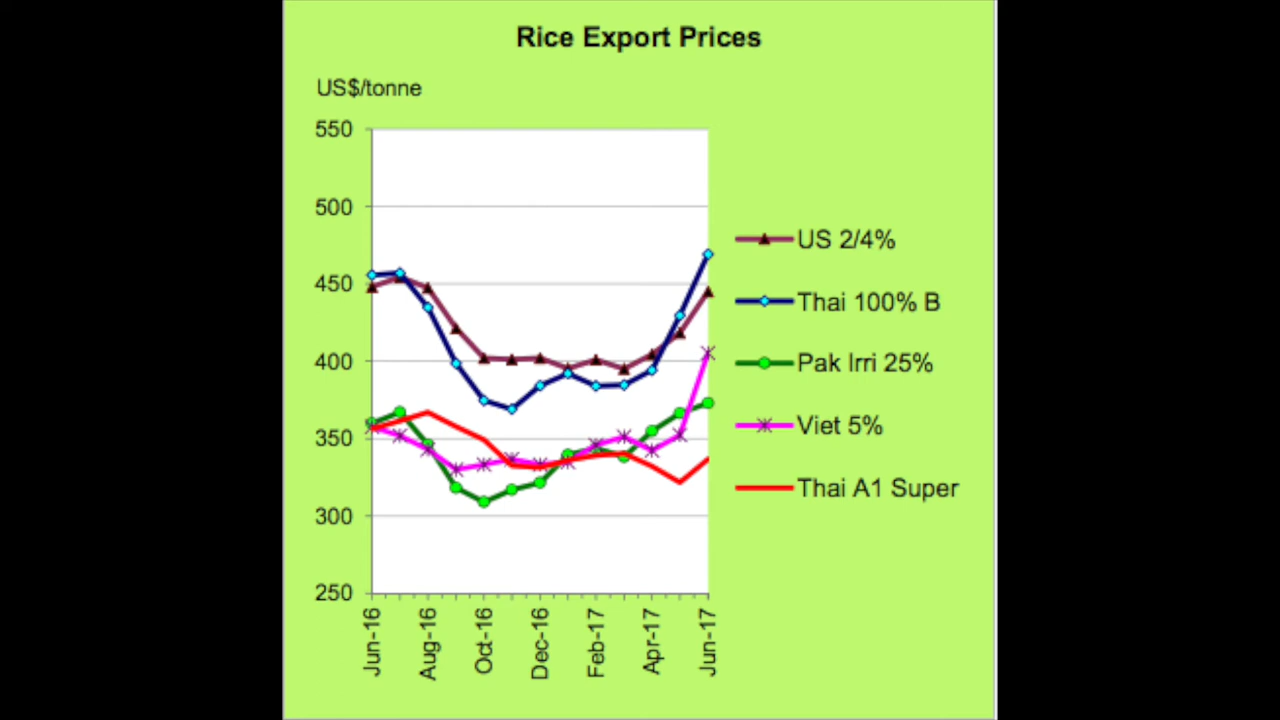 Rice Export Prices
US$/tonne
550
500
450
400
350
300
250
Jun-16
Aug-16
Oct-16
Dec-16
Feb-17
Apr-17
Jun-17
US 2/4%
Thai 100% B
Pak Irri 25%
Viet 5%
Thai A1 Super